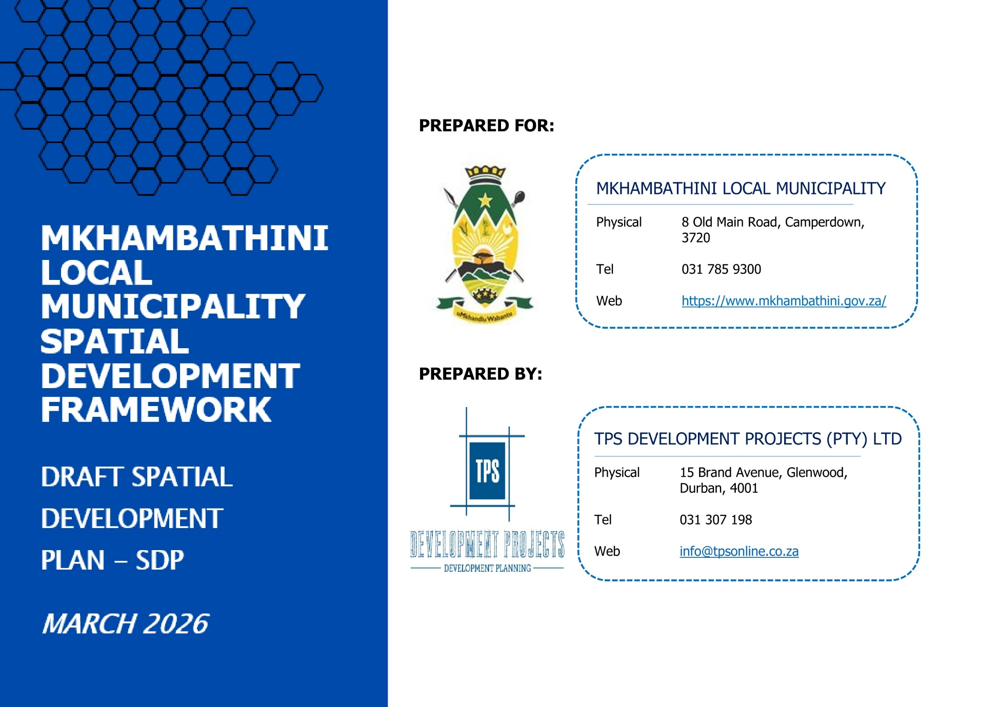 MKHAMBATHINI
LOCAL
MUNICIPALITY
SPATIAL
DEVELOPMENT
FRAMEWORK
DRAFT SPATIAL
DEVELOPMENT
PLAN – SDP
MARCH 2026
PREPARED FOR:
uMkhandlu Wabantu
MKHAMBATHINI LOCAL MUNICIPALITY
Physical 8 Old Main Road, Camperdown,
3720
Tel 031 785 9300
Web https://www.mkhambathini.gov.za/
PREPARED BY:
TPS
DEVELOPMENT PROJECTS
DEVELOPMENT PLANNING
TPS DEVELOPMENT PROJECTS (PTY) LTD
Physical 15 Brand Avenue, Glenwood,
Durban, 4001
Tel 031 307 198
Web info@tpsonline.co.za